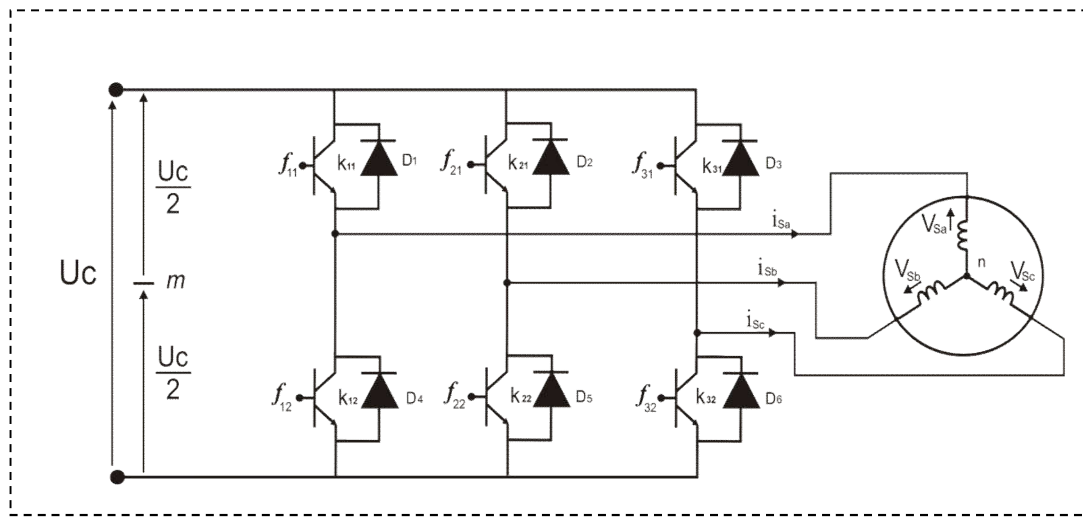 Uc
Uc
2
m
Uc
2
f11
k11
D1
f21
k21
D2
f31
k31
D3
iSa
iSb
iSc
VSa
VSb
n
VSc
f12
k12
D4
f22
k22
D5
f32
k32
D6